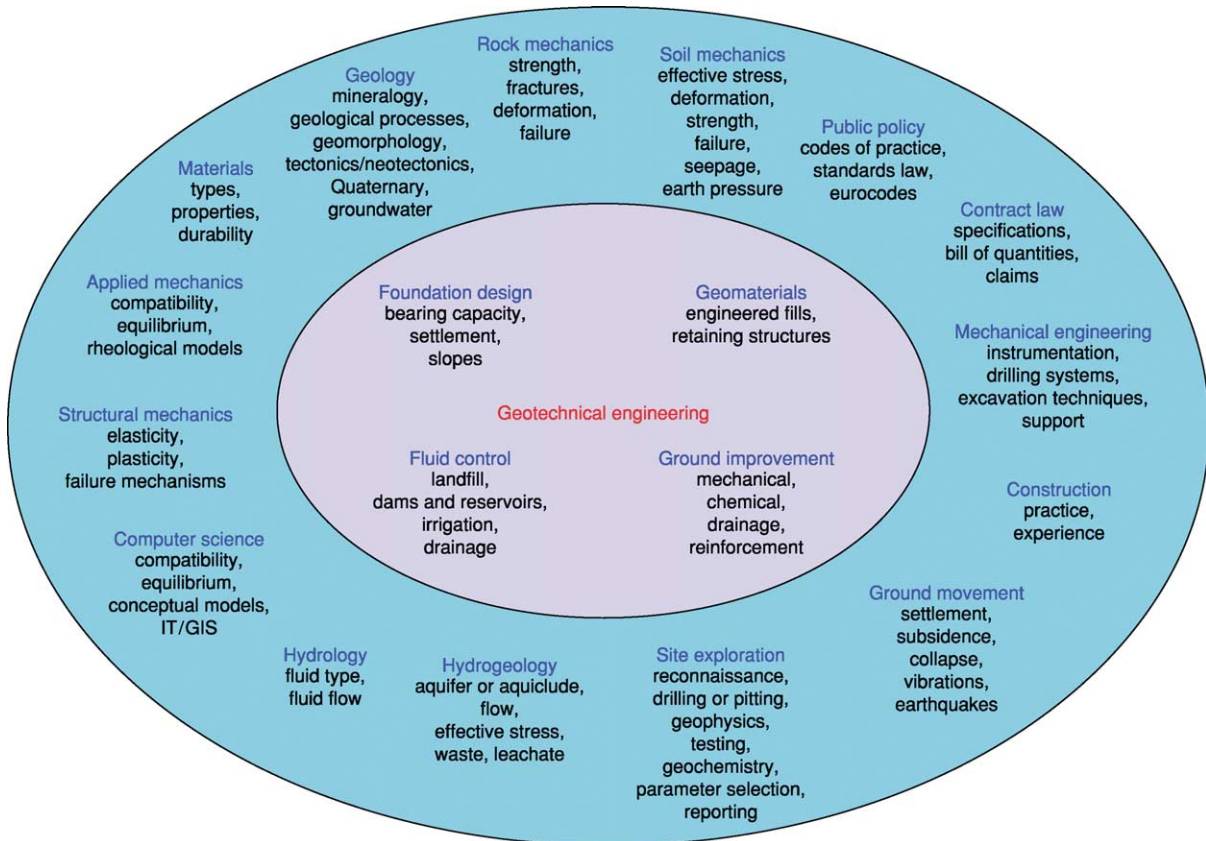 Rock mechanics
strength,
fractures,
deformation,
failure
Soil mechanics
effective stress,
deformation,
strength,
failure,
seepage,
earth pressure
Geology
mineralogy,
geological processes,
geomorphology,
tectonics/neotectonics,
Quaternary,
groundwater
Public policy
codes of practice,
standards law,
eurocodes
Materials
types,
properties,
durability
Contract law
specifications,
bill of quantities,
claims
Applied mechanics
compatibility,
equilibrium,
rheological models
Foundation design
bearing capacity,
settlement,
slopes
Geomaterials
engineered fills,
retaining structures
Mechanical engineering
instrumentation,
drilling systems,
excavation techniques,
support
Structural mechanics
elasticity,
plasticity,
failure mechanisms
Geotechnical engineering
Fluid control
landfill,
dams and reservoirs,
irrigation,
drainage
Ground improvement
mechanical,
chemical,
drainage,
reinforcement
Construction
practice,
experience
Computer science
compatibility,
equilibrium,
conceptual models,
IT/GIS
Ground movement
settlement,
subsidence,
collapse,
vibrations,
earthquakes
Hydrology
fluid type,
fluid flow
Hydrogeology
aquifer or aquiclude,
flow,
effective stress,
waste, leachate
Site exploration
reconnaissance,
drilling or pitting,
geophysics,
testing,
geochemistry,
parameter selection,
reporting